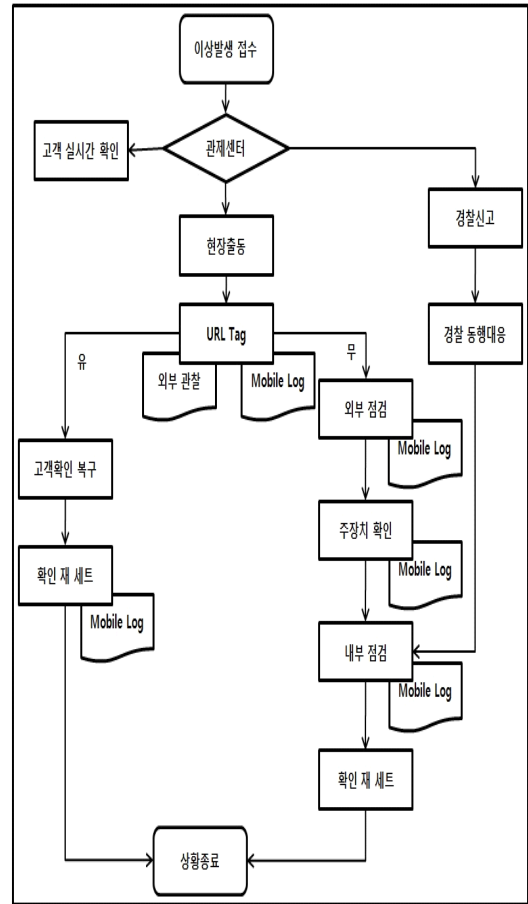 이상발생 접수
고객 실시간 확인
관제센터
경찰신고
현장출동
URL Tag
경찰 동행대응
유
무
외부 관찰
Mobile Log
외부 점검
Mobile Log
고객확인 복구
주장치 확인
Mobile Log
확인 재 세트
Mobile Log
내부 점검
Mobile Log
확인 재 세트
상황종료